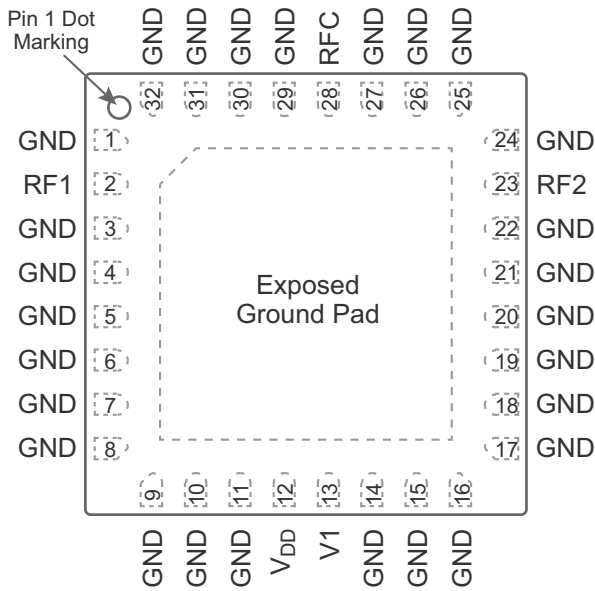 Pin 1 Dot
Marking
GND GND GND GND RFC GND GND GND
32 31 30 29 28 27 26 25
GND 1 24 GND
RF1 2 23 RF2
GND 3 22 GND
GND 4 21 GND
GND 5 20 GND
GND 6 19 GND
GND 7 18 GND
GND 8 17 GND
Exposed
Ground Pad
9 10 11 12 13 14 15 16
GND GND GND VDD V1 GND GND GND